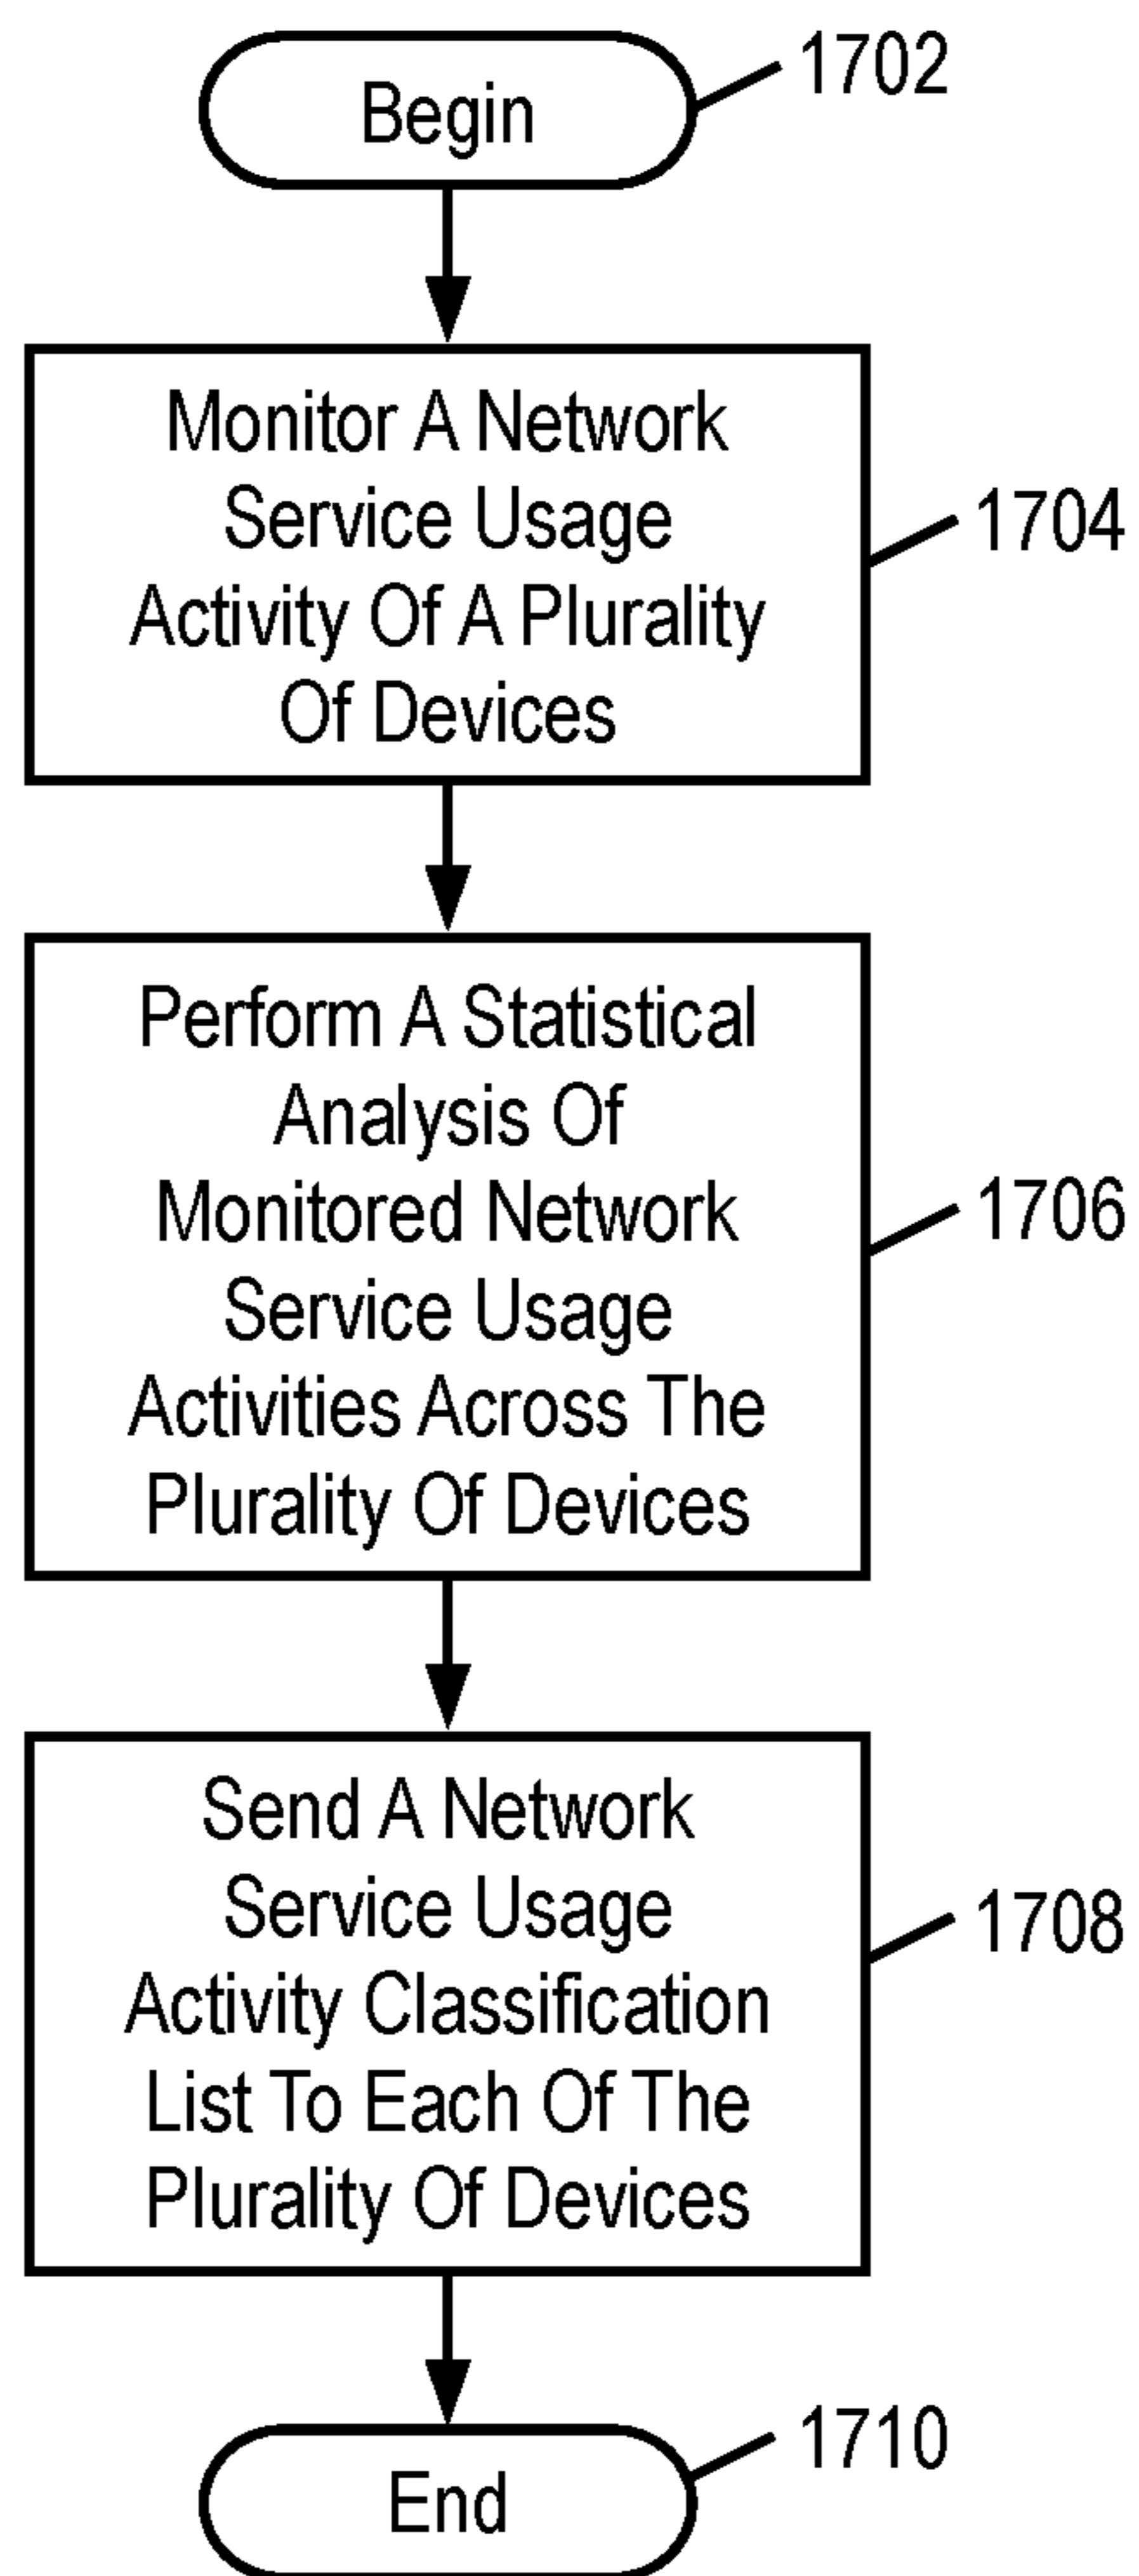 Begin
1702
Monitor A Network
Service Usage
Activity Of A Plurality
Of Devices
1704
Perform A Statistical
Analysis Of
Monitored Network
Service Usage
Activities Across The
Plurality Of Devices
1706
Send A Network
Service Usage
Activity Classification
List To Each Of The
Plurality Of Devices
1708
End
1710